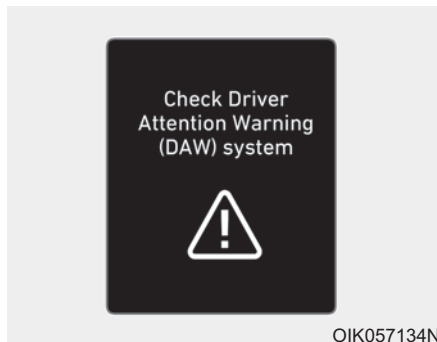 Check Driver
Attention Warning
(DAW) system
OIK057134N